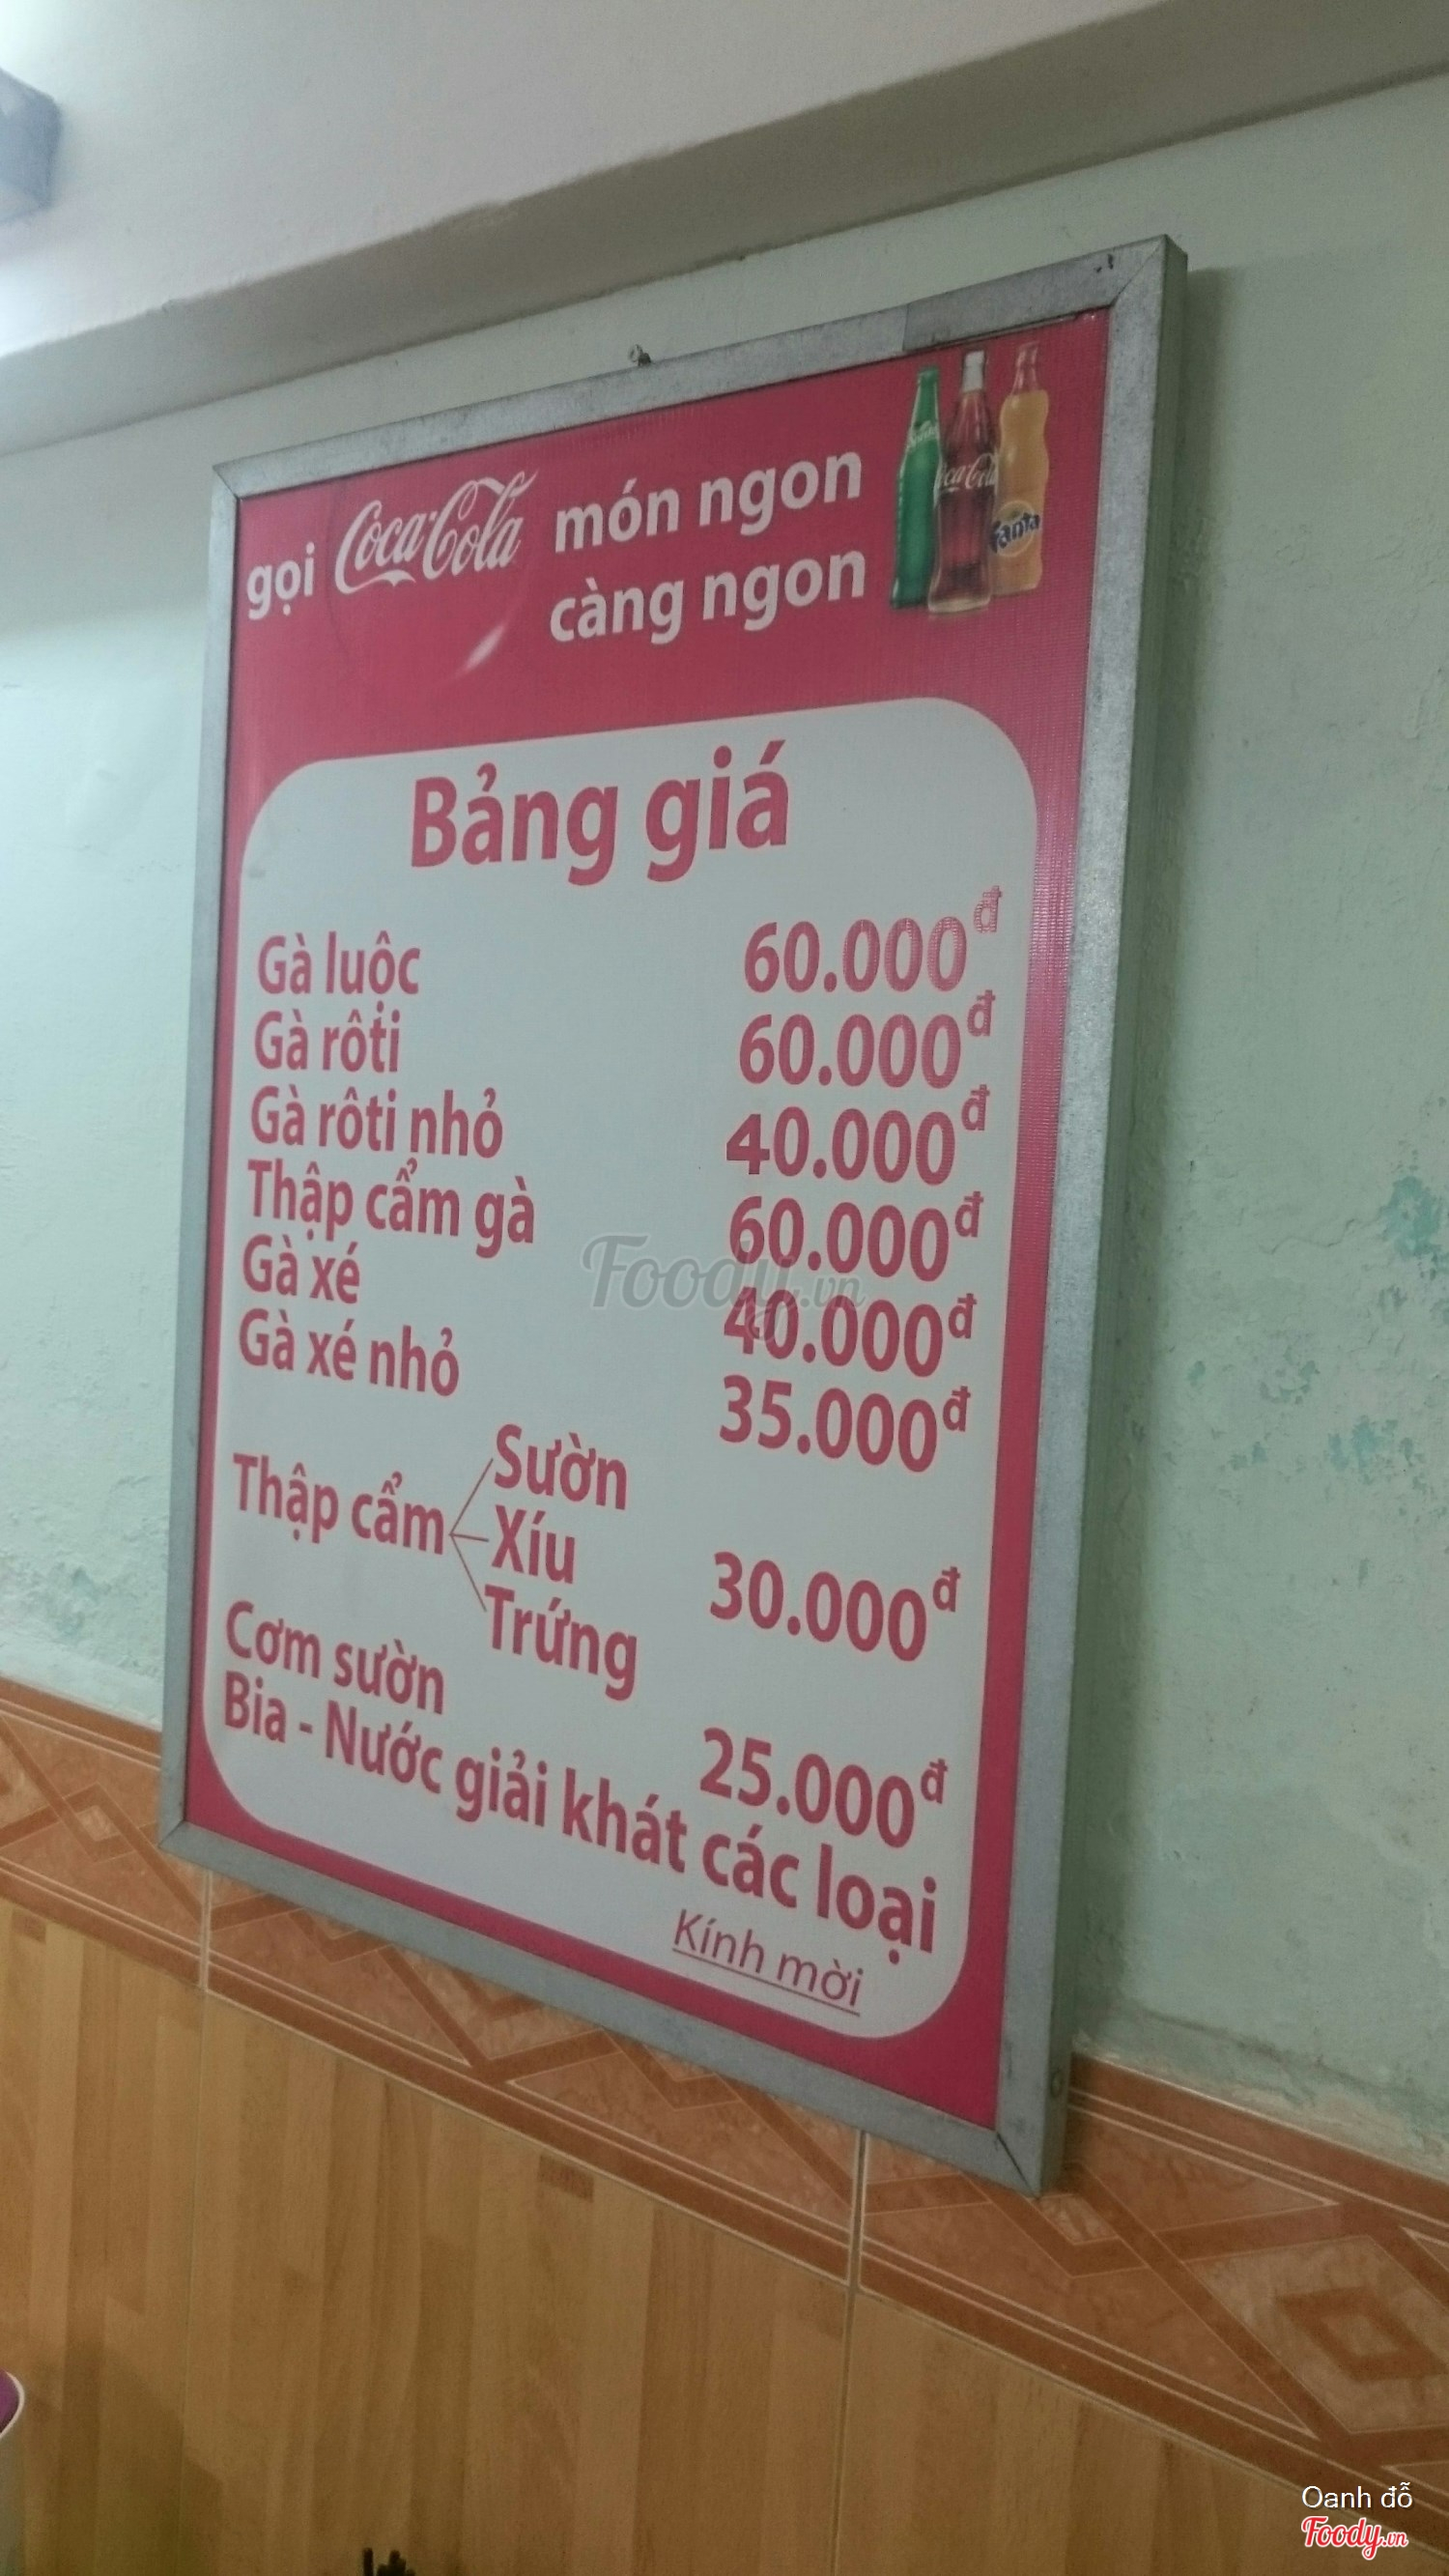 gọi Coca-Cola món ngon
càng ngon
Sprite
Coca-Cola
Fanta
Bảng giá
Gà luộc 60.000đ
Gà rôti 60.000đ
Gà rôti nhỏ 40.000đ
Thập cẩm gà 60.000đ
Gà xé 40.000đ
Gà xé nhỏ 35.000đ
Thập cẩm Sườn
Xíu 30.000đ
Trứng
Cơm sườn 25.000đ
Bia - Nước giải khát các loại
Kính mời
Foody.vn
Oanh đỗ
Foody.vn